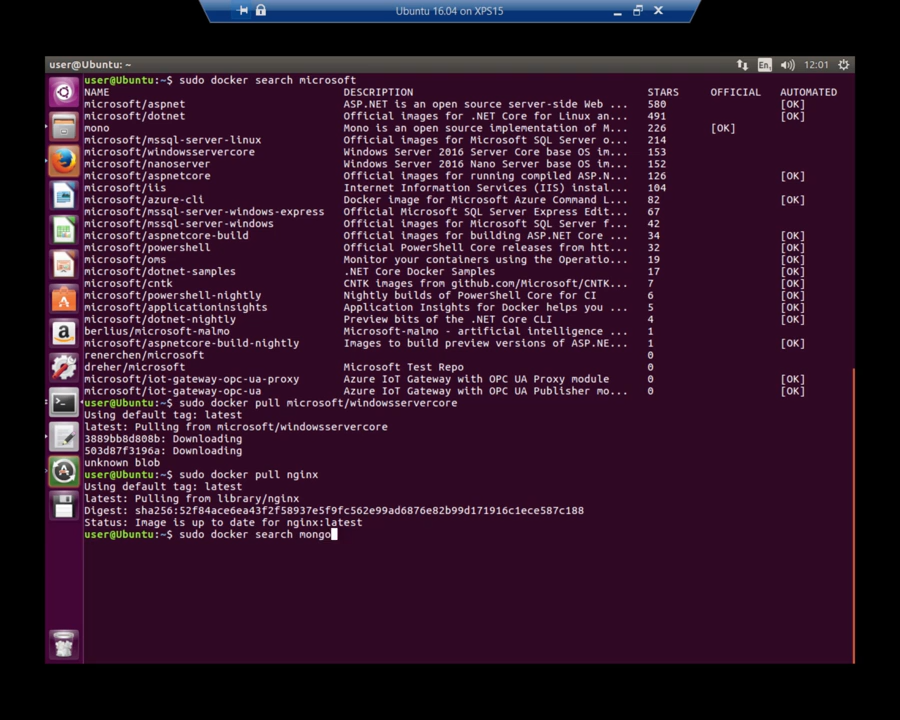 Ubuntu 16.04 on XPS15
user@Ubuntu: ~
En
12:01
user@Ubuntu:~$ sudo docker search microsoft
NAME DESCRIPTION STARS OFFICIAL AUTOMATED
microsoft/aspnet ASP.NET is an open source server-side Web ... 580 [OK]
microsoft/dotnet Official images for .NET Core for Linux an... 491 [OK]
mono Mono is an open source implementation of M... 226 [OK]
microsoft/mssql-server-linux Official images for Microsoft SQL Server o... 214
microsoft/windowsservercore Windows Server 2016 Server Core base OS im... 153
microsoft/nanoserver Windows Server 2016 Nano Server base OS im... 152
microsoft/aspnetcore Official images for running compiled ASP.N... 126 [OK]
microsoft/iis Internet Information Services (IIS) instal... 104
microsoft/azure-cli Docker image for Microsoft Azure Command L... 82 [OK]
microsoft/mssql-server-windows-express Official Microsoft SQL Server Express Edit... 67
microsoft/mssql-server-windows Official images for Microsoft SQL Server f... 42
microsoft/aspnetcore-build Official images for building ASP.NET Core ... 34 [OK]
microsoft/powershell Official PowerShell Core releases from htt... 32 [OK]
microsoft/oms Monitor your containers using the Operatio... 19 [OK]
microsoft/dotnet-samples .NET Core Docker Samples 17 [OK]
microsoft/cntk CNTK images from github.com/Microsoft/CNTK... 7 [OK]
microsoft/powershell-nightly Nightly builds of PowerShell Core for CI 6 [OK]
microsoft/applicationinsights Application Insights for Docker helps you ... 5 [OK]
microsoft/dotnet-nightly Preview bits of the .NET Core CLI 4 [OK]
berlius/microsoft-malmo Microsoft-malmo - artificial intelligence ... 1
microsoft/aspnetcore-build-nightly Images to build preview versions of ASP.NE... 1 [OK]
renerchen/microsoft 0
dreher/microsoft Microsoft Test Repo 0
microsoft/iot-gateway-opc-ua-proxy Azure IoT Gateway with OPC UA Proxy module 0 [OK]
microsoft/iot-gateway-opc-ua Azure IoT Gateway with OPC UA Publisher mo... 0 [OK]
user@Ubuntu:~$ sudo docker pull microsoft/windowsservercore
Using default tag: latest
latest: Pulling from microsoft/windowsservercore
3889bb8d808b: Downloading
503d87f3196a: Downloading
unknown blob
user@Ubuntu:~$ sudo docker pull nginx
Using default tag: latest
latest: Pulling from library/nginx
Digest: sha256:52f84ace6ea43f2f58937e5f9fc562e99ad6876e82b99d171916c1ece587c188
Status: Image is up to date for nginx:latest
user@Ubuntu:~$ sudo docker search mongo